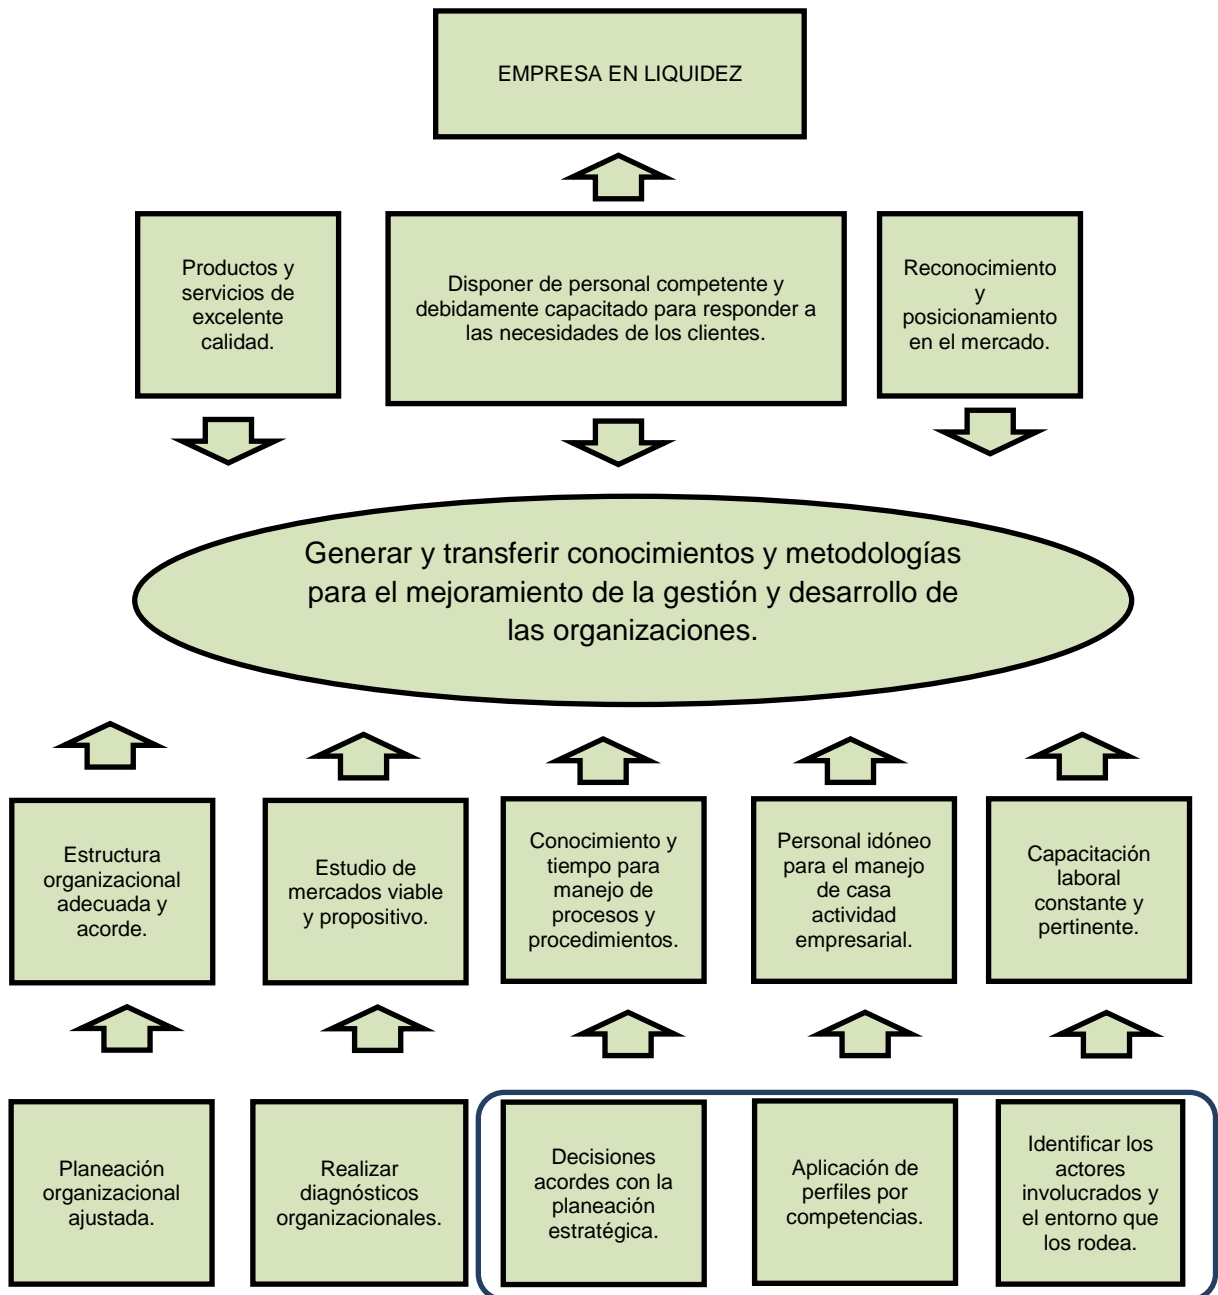 EMPRESA EN LIQUIDEZ
Productos y
servicios de
excelente
calidad.
Disponer de personal competente y
debidamente capacitado para responder a
las necesidades de los clientes.
Reconocimiento
y
posicionamiento
en el mercado.
Generar y transferir conocimientos y metodologías
para el mejoramiento de la gestión y desarrollo de
las organizaciones.
Estructura
organizacional
adecuada y
acorde.
Estudio de
mercados viable
y propositivo.
Conocimiento y
tiempo para
manejo de
procesos y
procedimientos.
Personal idóneo
para el manejo
de casa
actividad
empresarial.
Capacitación
laboral
constante y
pertinente.
Planeación
organizacional
ajustada.
Realizar
diagnósticos
organizacionales.
Decisiones
acordes con la
planeación
estratégica.
Aplicación de
perfiles por
competencias.
Identificar los
actores
involucrados y
el entorno que
los rodea.